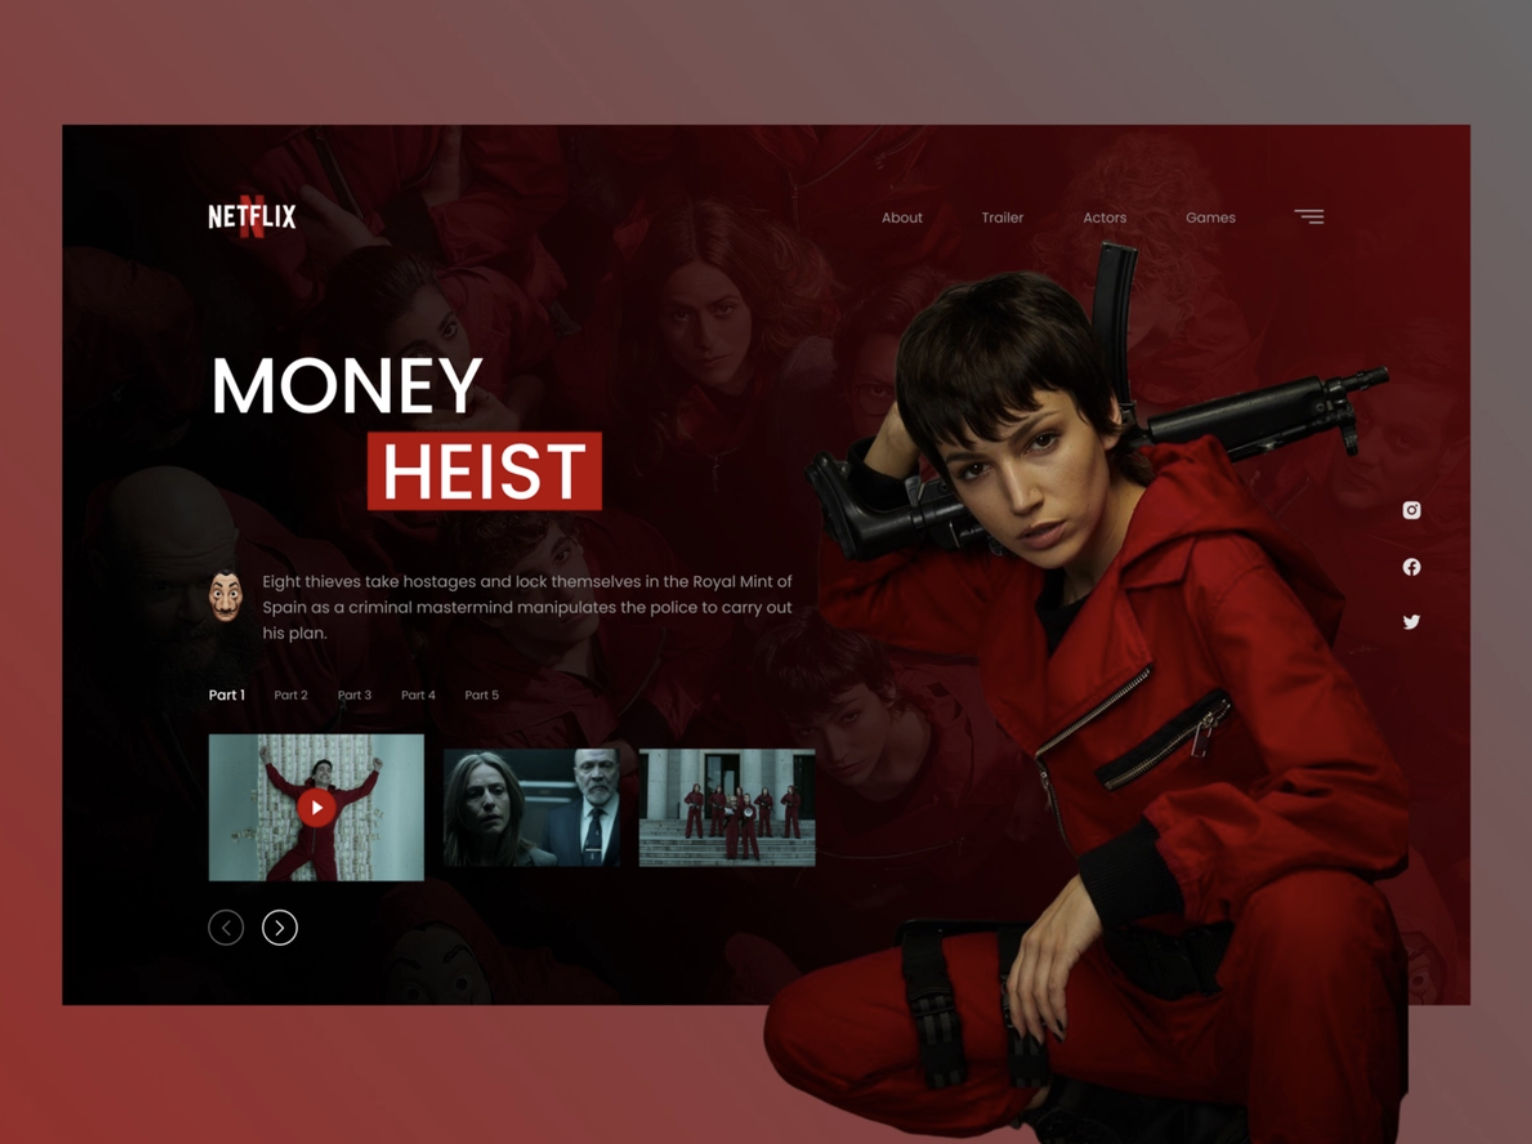 NETFLIX
About Trailer Actors Games
MONEY
HEIST
Eight thieves take hostages and lock themselves in the Royal Mint of
Spain as a criminal mastermind manipulates the police to carry out
his plan.
Part 1 Part 2 Part 3 Part 4 Part 5